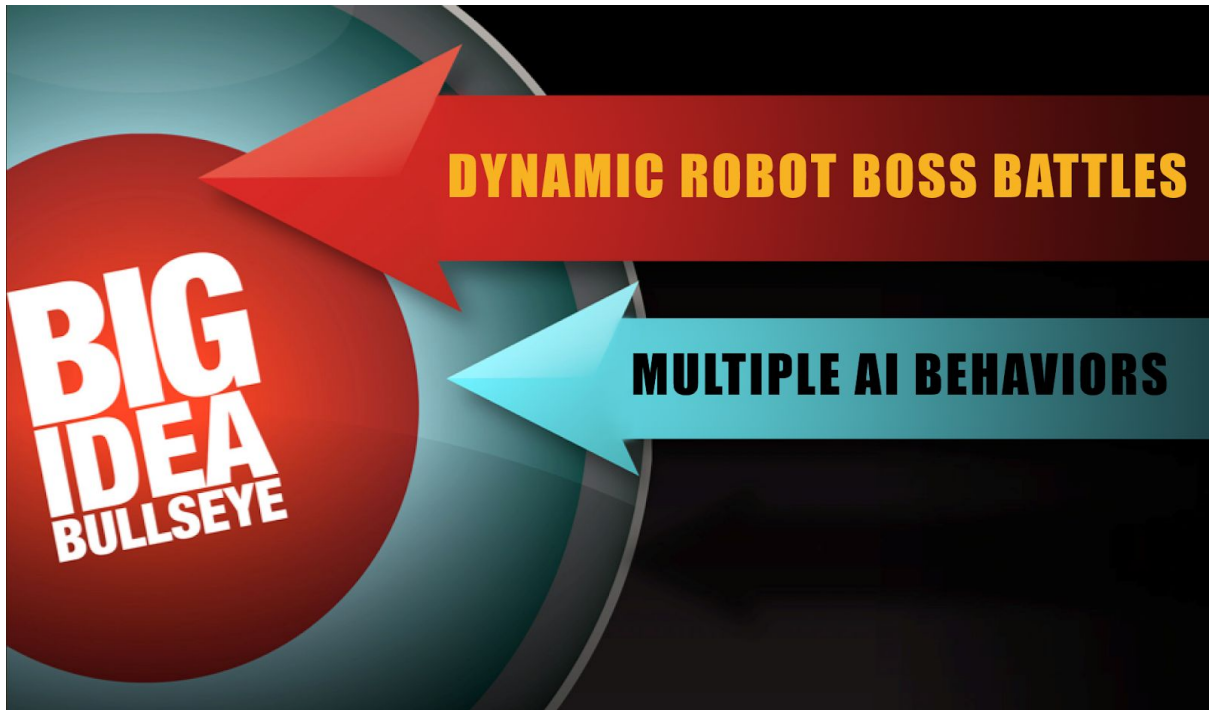 DYNAMIC ROBOT BOSS BATTLES
MULTIPLE AI BEHAVIORS
BIG
IDEA
BULLSEYE